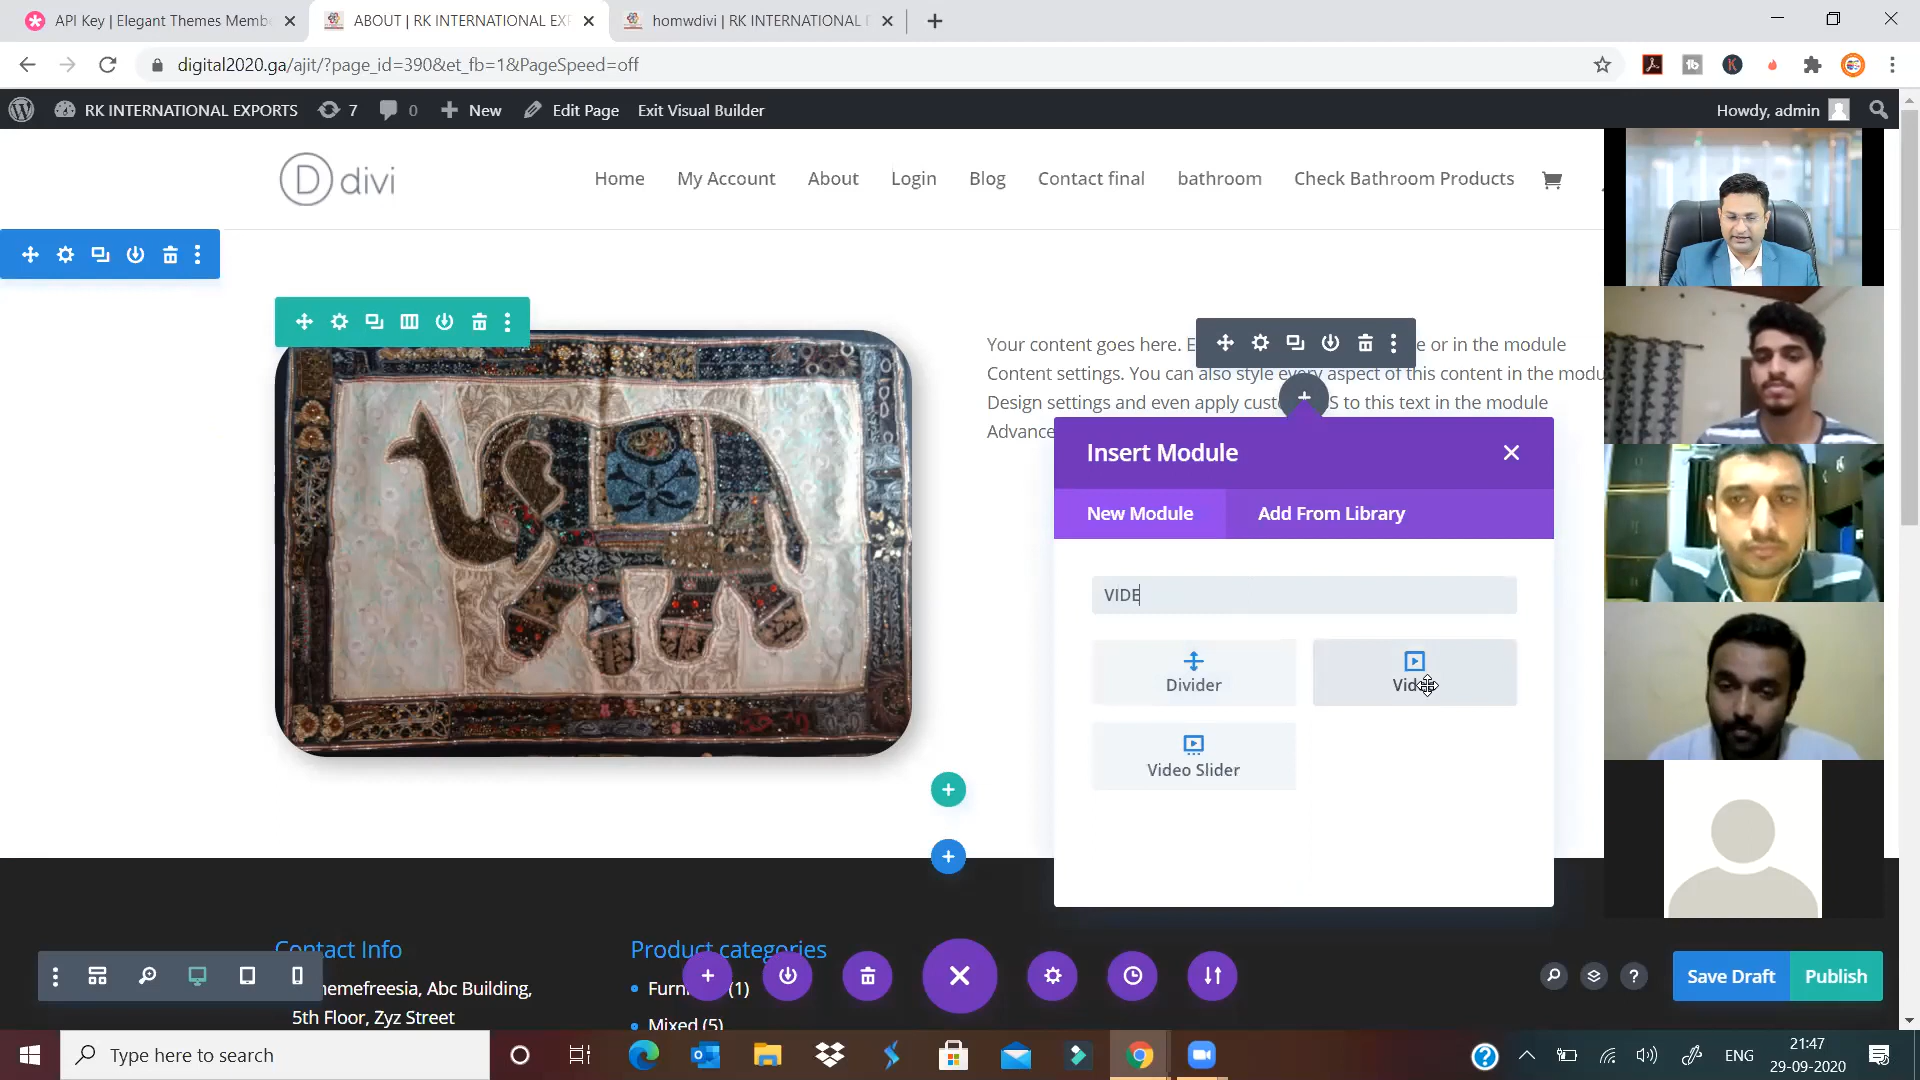 API Key | Elegant Themes Memb
ABOUT | RK INTERNATIONAL EXP
homwdivi | RK INTERNATIONAL E
digital2020.ga/ajit/?page_id=390&et_fb=1&PageSpeed=off
RK INTERNATIONAL EXPORTS 7 0 New Edit Page Exit Visual Builder Howdy, admin
D divi
Home My Account About Login Blog Contact final bathroom Check Bathroom Products
Your content goes here. E e or in the module
Content settings. You can also style every aspect of this content in the modu
Design settings and even apply cust S to this text in the module
Advance
Insert Module
New Module Add From Library
VIDE
Divider
Video Slider
Contact Info
Product categories
hemefreesia, Abc Building,
5th Floor, Zyz Street
Furn (1)
Mixed (5)
Save Draft Publish
Type here to search
ENG
21:47
29-09-2020